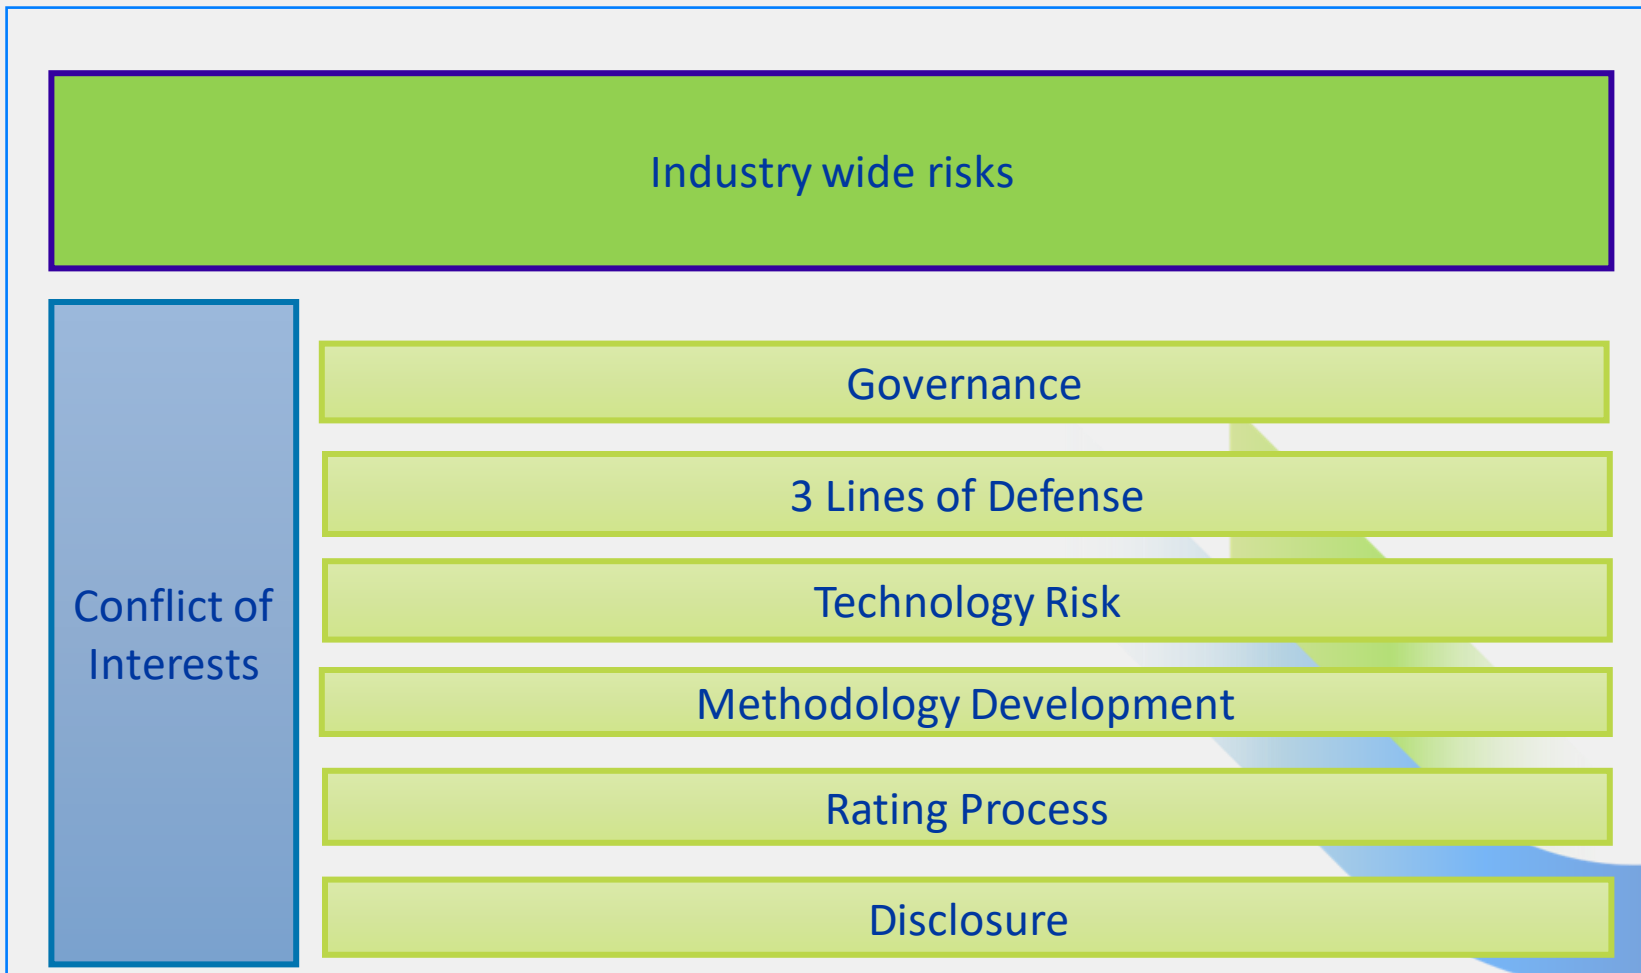 Industry wide risks
Conflict of
Interests
Governance
3 Lines of Defense
Technology Risk
Methodology Development
Rating Process
Disclosure